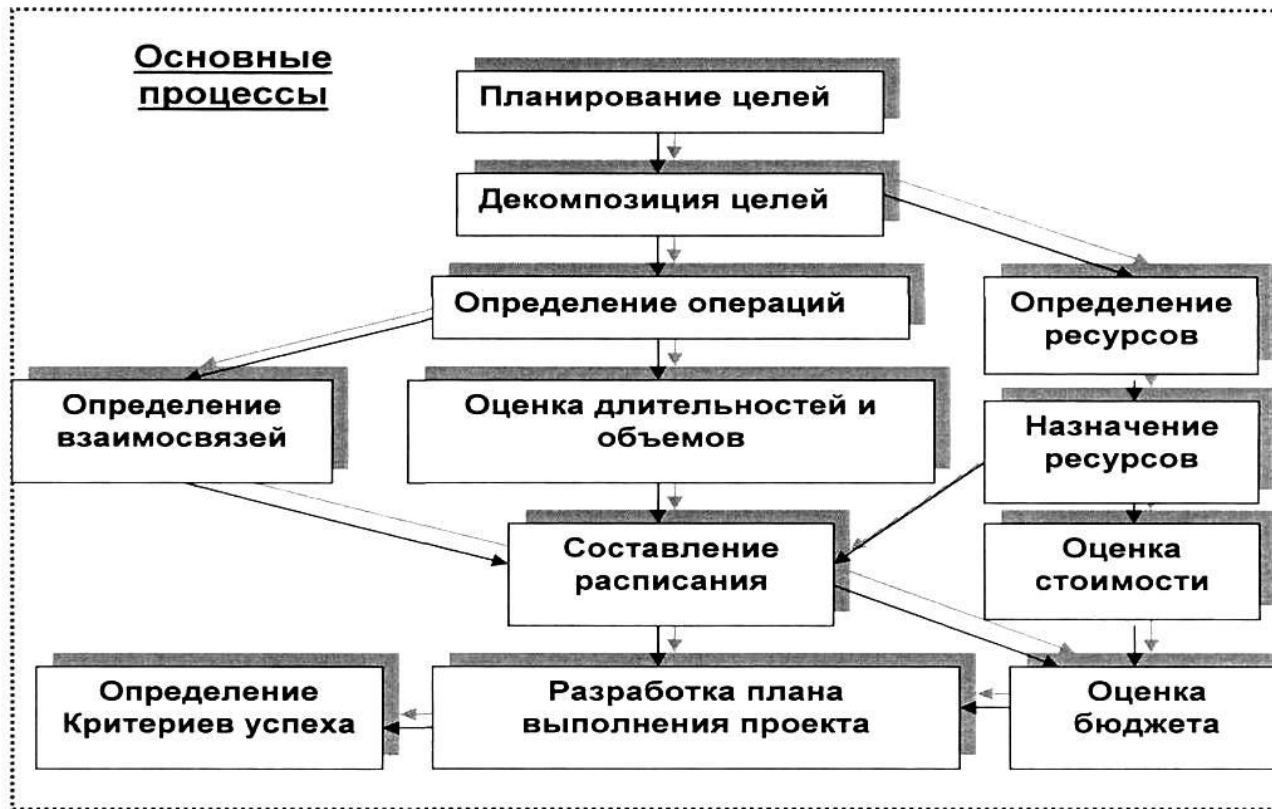 Основные
процессы
Планирование целей
Декомпозиция целей
Определение операций
Определение
ресурсов
Определение
взаимосвязей
Оценка длительностей и
объемов
Назначение
ресурсов
Составление
расписания
Оценка
стоимости
Определение
Критериев успеха
Разработка плана
выполнения проекта
Оценка
бюджета